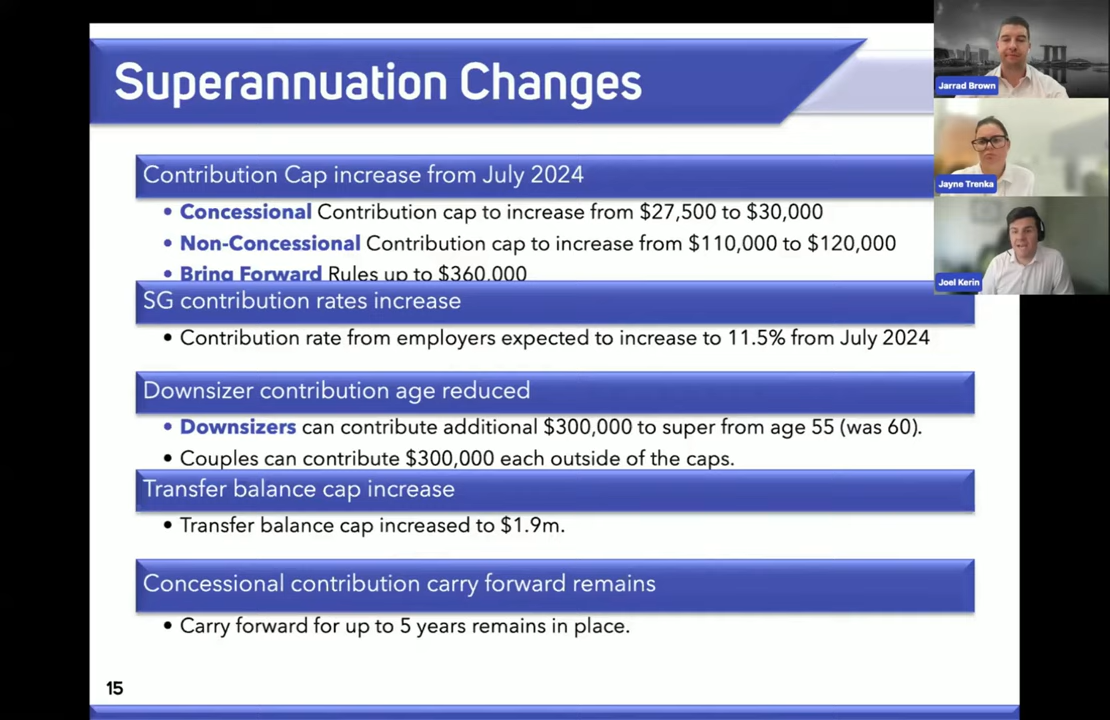 Superannuation Changes
Contribution Cap increase from July 2024
• Concessional Contribution cap to increase from $27,500 to $30,000
• Non-Concessional Contribution cap to increase from $110,000 to $120,000
• Bring Forward Rules up to $360,000
SG contribution rates increase
• Contribution rate from employers expected to increase to 11.5% from July 2024
Downsizer contribution age reduced
• Downsizers can contribute additional $300,000 to super from age 55 (was 60).
• Couples can contribute $300,000 each outside of the caps.
Transfer balance cap increase
• Transfer balance cap increased to $1.9m.
Concessional contribution carry forward remains
• Carry forward for up to 5 years remains in place.
15
Jarrad Brown
Jayne Trenka
Joel Kerin